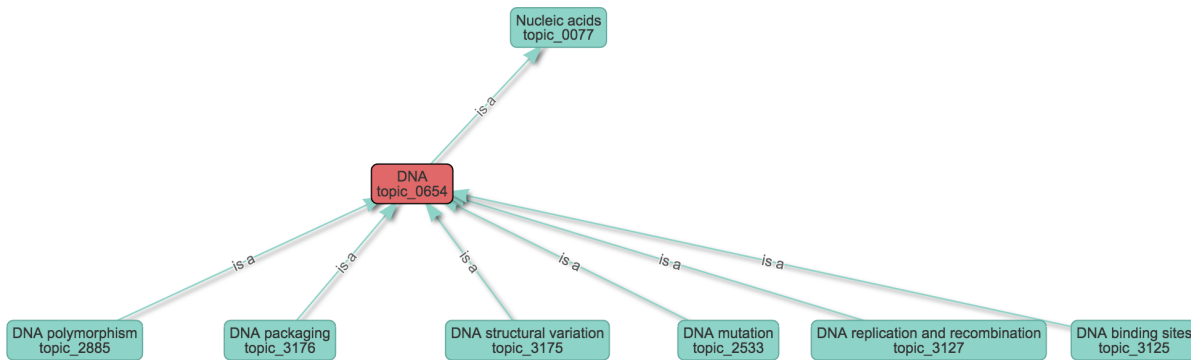 Nucleic acids
topic_0077
is a
DNA
topic_0654
is a
is a
is a
is a
is a
is a
DNA polymorphism
topic_2885
DNA packaging
topic_3176
DNA structural variation
topic_3175
DNA mutation
topic_2533
DNA replication and recombination
topic_3127
DNA binding sites
topic_3125